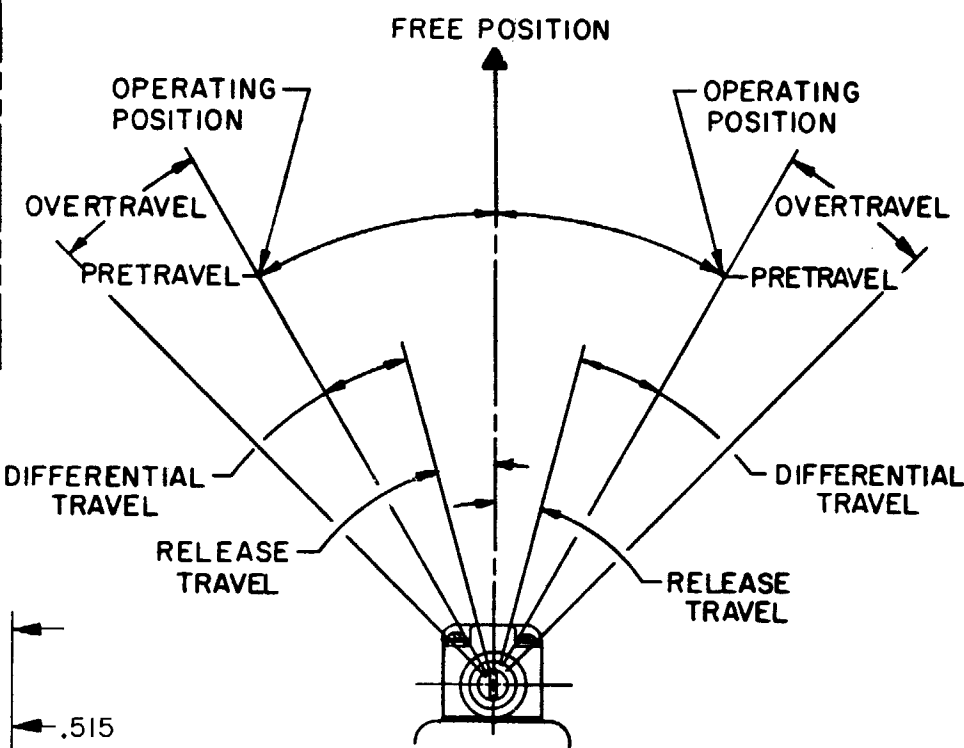 FREE POSITION
OPERATING
POSITION
OPERATING
POSITION
OVERTRAVEL
OVERTRAVEL
PRETRAVEL
PRETRAVEL
DIFFERENTIAL
TRAVEL
DIFFERENTIAL
TRAVEL
RELEASE
TRAVEL
RELEASE
TRAVEL
.515